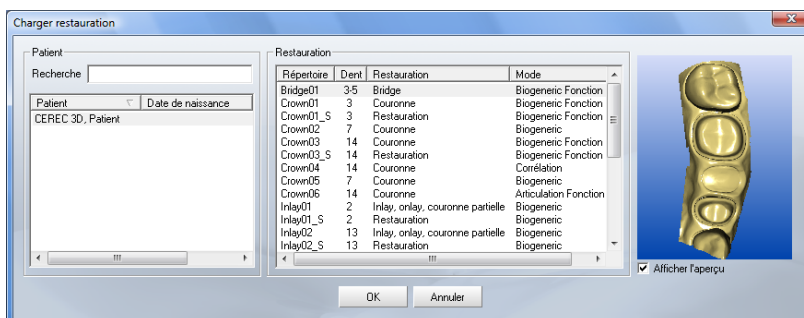 Charger restauration
Patient
Recherche
Patient Date de naissance
CEREC 3D, Patient
Restauration
Répertoire Dent Restauration Mode
Bridge01 3-5 Bridge Biogeneric Fonction
Crown01 3 Couronne Biogeneric Fonction
Crown01_S 3 Restauration Biogeneric Fonction
Crown02 7 Couronne Biogeneric
Crown03 14 Couronne Biogeneric Fonction
Crown03_S 14 Restauration Biogeneric Fonction
Crown04 14 Couronne Corrélation
Crown05 7 Couronne Biogeneric
Crown06 14 Couronne Articulation Fonction
Inlay01 2 Inlay, onlay, couronne partielle Biogeneric
Inlay01_S 2 Restauration Biogeneric
Inlay02 13 Inlay, onlay, couronne partielle Biogeneric
Inlay02_S 13 Restauration Biogeneric
Afficher l'aperçu
OK Annuler